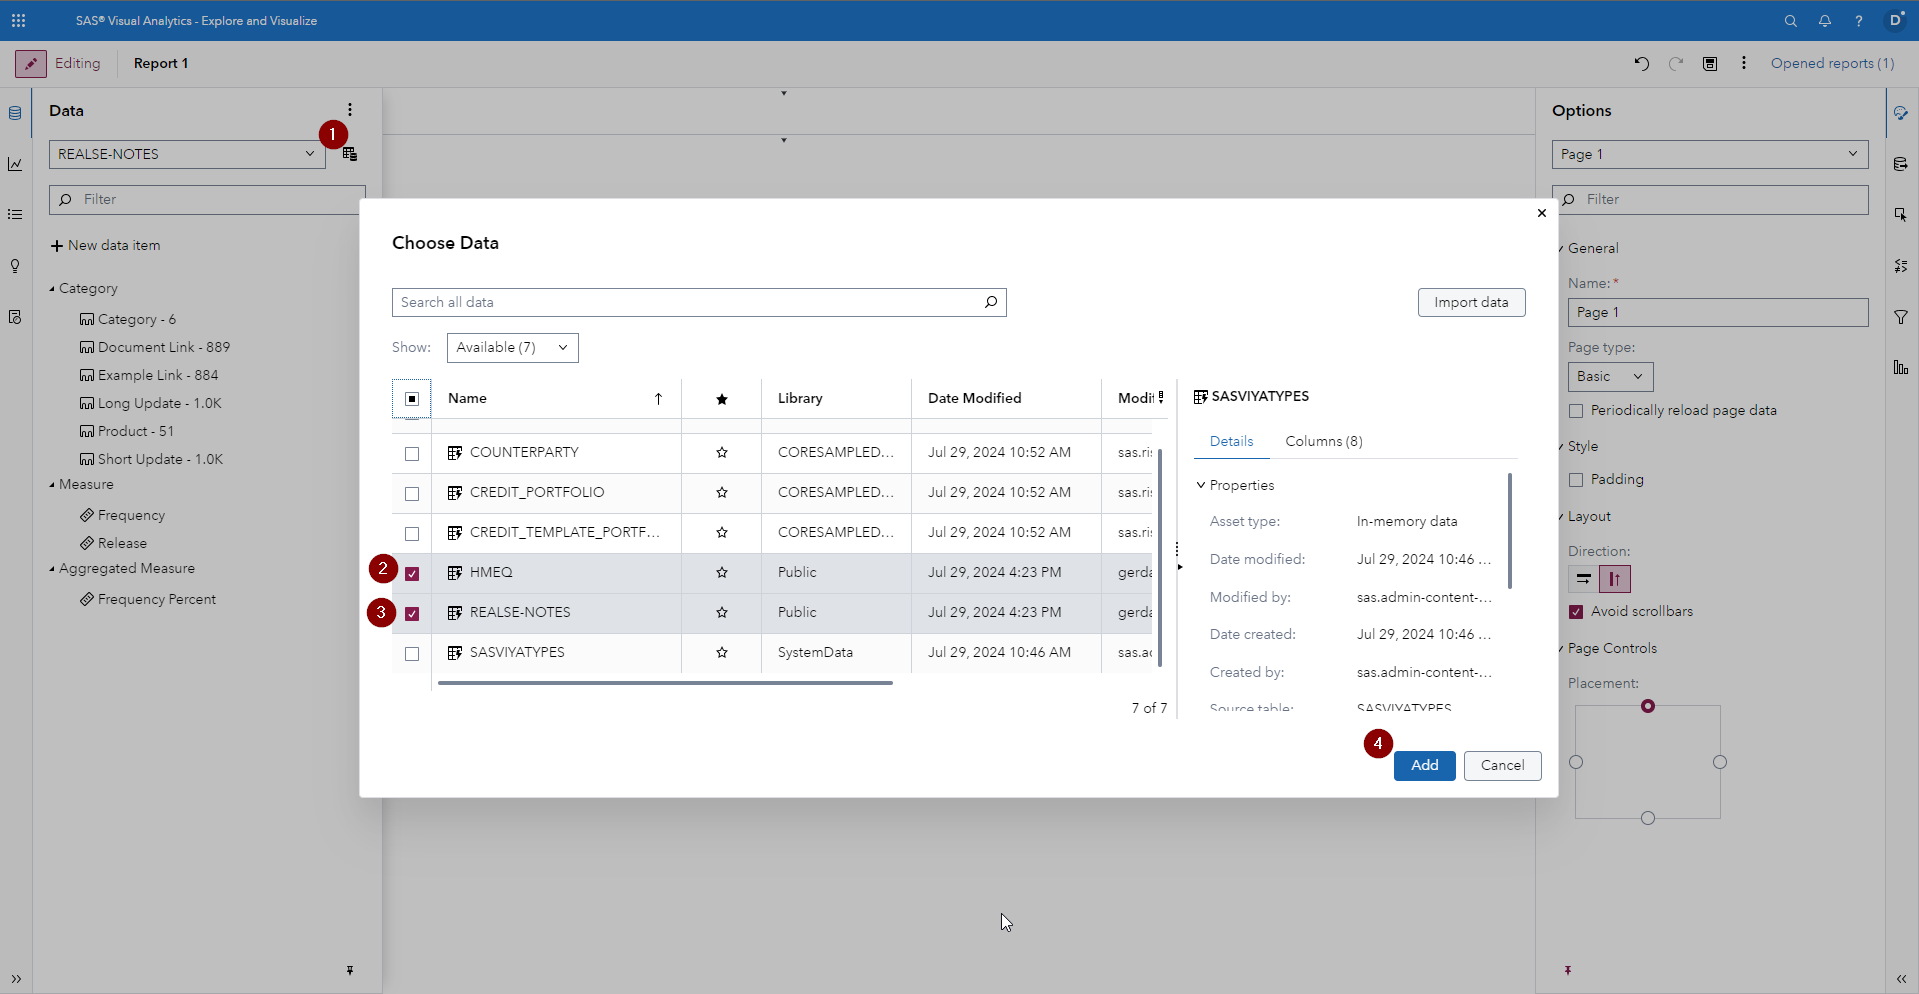 SAS® Visual Analytics - Explore and Visualize
D
Editing
Report 1
Opened reports (1)
Data
1
REALSE-NOTES
Filter
New data item
Category
Category - 6
Document Link - 889
Example Link - 884
Long Update - 1.0K
Product - 51
Short Update - 1.0K
Measure
Frequency
Release
Aggregated Measure
Frequency Percent
Choose Data
Search all data
Import data
Show:
Available (7)
Name
Library
Date Modified
Modif
COUNTERPARTY
CORESAMPLED...
Jul 29, 2024 10:52 AM
sas.ri
CREDIT_PORTFOLIO
CORESAMPLED...
Jul 29, 2024 10:52 AM
sas.ri
CREDIT_TEMPLATE_PORTF...
CORESAMPLED...
Jul 29, 2024 10:52 AM
sas.ri
2
HMEQ
Public
Jul 29, 2024 4:23 PM
gerda
3
REALSE-NOTES
Public
Jul 29, 2024 4:23 PM
gerda
SASVIYATYPES
SystemData
Jul 29, 2024 10:46 AM
sas.ad
7 of 7
SASVIYATYPES
Details
Columns (8)
Properties
Asset type:
In-memory data
Date modified:
Jul 29, 2024 10:46 ...
Modified by:
sas.admin-content-...
Date created:
Jul 29, 2024 10:46 ...
Created by:
sas.admin-content-...
Source table:
SASVIYATYPES
4
Add
Cancel
Options
Page 1
Filter
General
Name:*
Page 1
Page type:
Basic
Periodically reload page data
Style
Padding
Layout
Direction:
Avoid scrollbars
Page Controls
Placement: